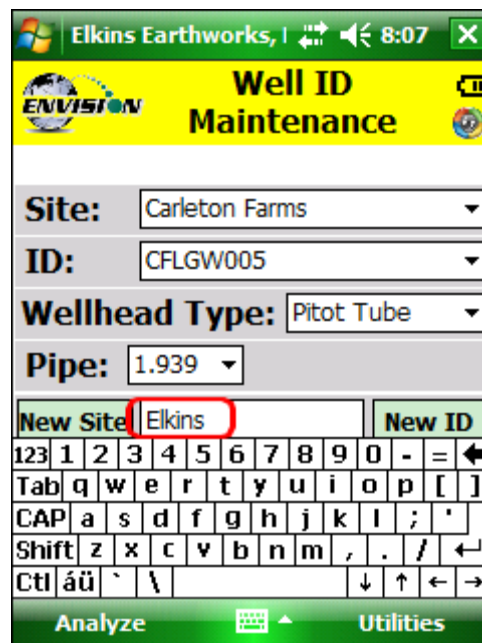 Elkins Earthworks, I 8:07
ENVISION
Well ID
Maintenance
Site: Carleton Farms
ID: CFLGW005
Wellhead Type: Pitot Tube
Pipe: 1.939
New Site Elkins New ID
123 1 2 3 4 5 6 7 8 9 0 - =
Tab q w e r t y u i o p [ ]
CAP a s d f g h j k l ; '
Shift z x c v b n m , . /
Ctl áü ` \ ↓ ↑ ← →
Analyze Utilities